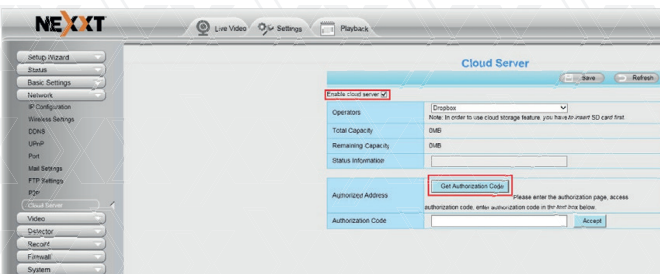 NEXXT
Live Video Settings Playback
Setup Wizard
Status
Basic Settings
Network
IP Configuration
Wireless Settings
DDNS
UPnP
Port
Mail Settings
FTP Settings
P2P
Cloud Server
Video
Detector
Record
Firewall
System
Cloud Server
Save Refresh
Enable cloud server
Operators Dropbox
Note: In order to use cloud storage feature, you have to insert SD card first.
Total Capacity 0MB
Remaining Capacity 0MB
Status Information
Authorized Address Get Authorization Code Please enter the authorization page, access
authorization code, enter authorization code in the text box below.
Authorization Code Accept